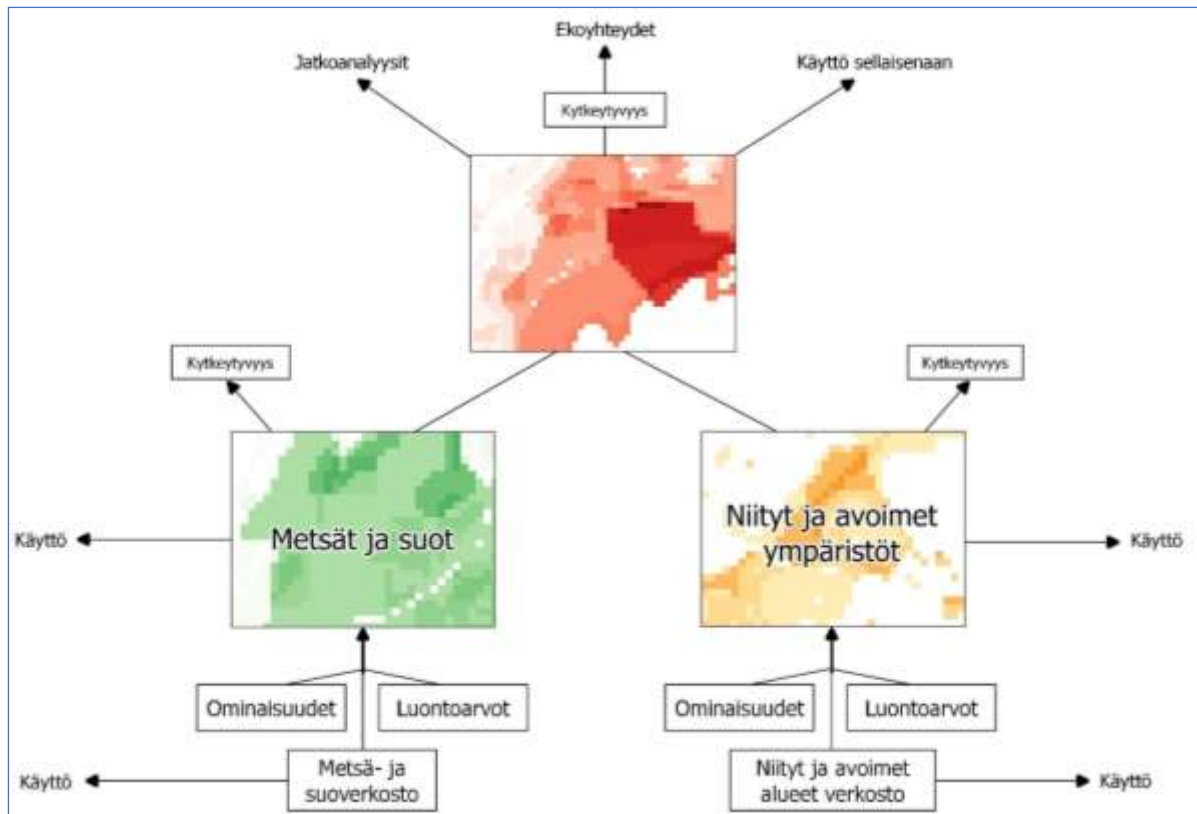 Ekoyhteydet
Jatkoanalyysit
Käyttö sellaisenaan
Kytkeytyvyys
Kytkeytyvyys
Kytkeytyvyys
Metsät ja suot
Niityt ja avoimet
ympäristöt
Käyttö
Käyttö
Ominaisuudet
Luontoarvot
Ominaisuudet
Luontoarvot
Käyttö
Metsä- ja
suoverkosto
Niityt ja avoimet
alueet verkosto
Käyttö